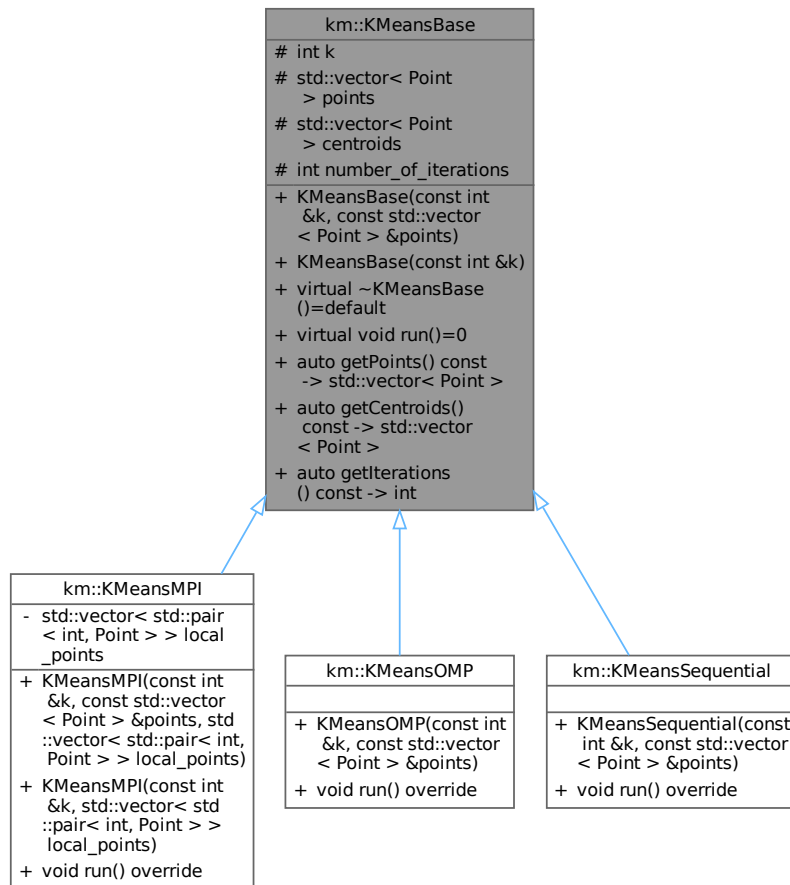 km::KMeansBase
# int k
# std::vector< Point
> points
# std::vector< Point
> centroids
# int number_of_iterations
+ KMeansBase(const int
&k, const std::vector
< Point > &points)
+ KMeansBase(const int &k)
+ virtual ~KMeansBase
()=default
+ virtual void run()=0
+ auto getPoints() const
-> std::vector< Point >
+ auto getCentroids()
const -> std::vector
< Point >
+ auto getIterations
() const -> int
km::KMeansMPI
- std::vector< std::pair
< int, Point > > local
_points
+ KMeansMPI(const int
&k, const std::vector
< Point > &points, std
::vector< std::pair< int,
Point > > local_points)
+ KMeansMPI(const int
&k, std::vector< std
::pair< int, Point > >
local_points)
+ void run() override
km::KMeansOMP
+ KMeansOMP(const int
&k, const std::vector
< Point > &points)
+ void run() override
km::KMeansSequential
+ KMeansSequential(const
int &k, const std::vector
< Point > &points)
+ void run() override